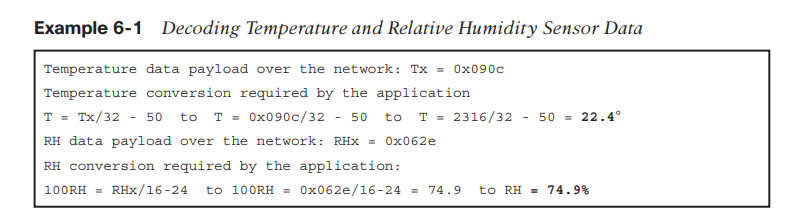 Example 6-1 Decoding Temperature and Relative Humidity Sensor Data
Temperature data payload over the network: Tx = 0x090c
Temperature conversion required by the application
T = Tx/32 - 50 to T = 0x090c/32 - 50 to T = 2316/32 - 50 = 22.4°
RH data payload over the network: RHx = 0x062e
RH conversion required by the application:
100RH = RHx/16-24 to 100RH = 0x062e/16-24 = 74.9 to RH = 74.9%